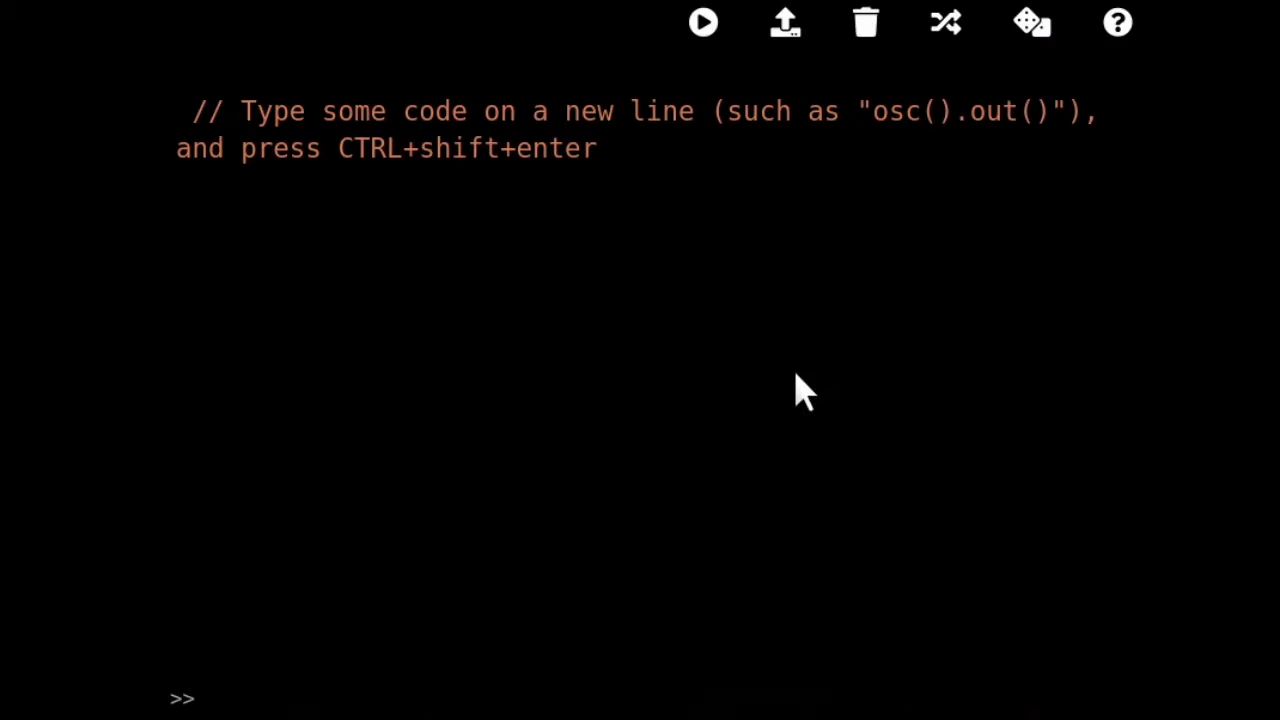 // Type some code on a new line (such as "osc().out()"),
and press CTRL+shift+enter
>>